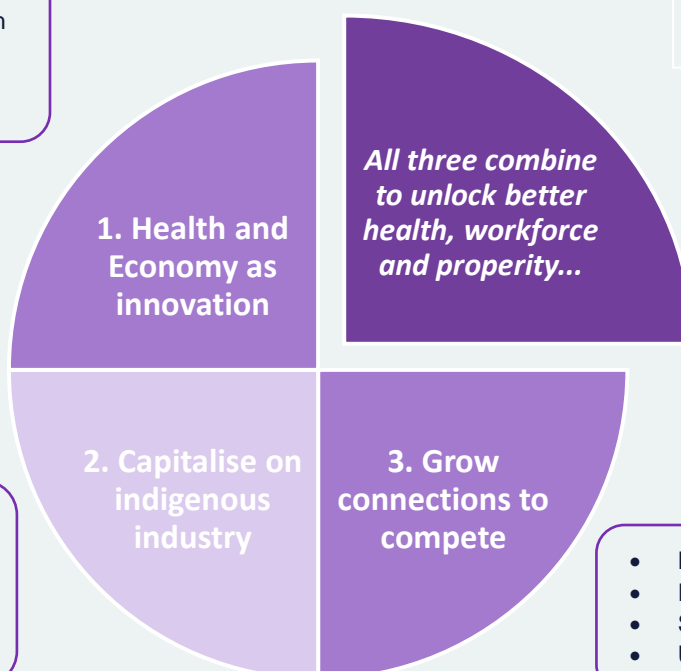 All three combine
to unlock better
health, workforce
and properity...
1. Health and
Economy as
innovation
2. Capitalise on
indigenous
industry
3. Grow
connections to
compete